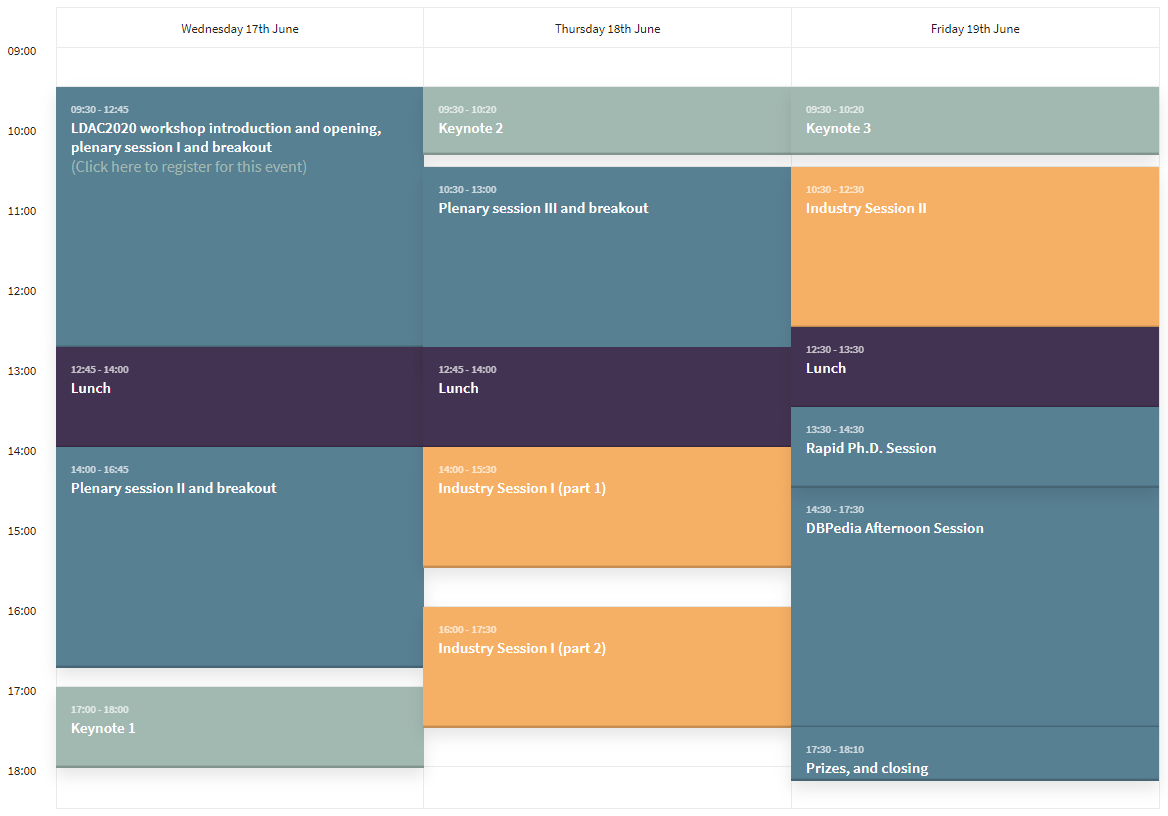 Wednesday 17th June
Thursday 18th June
Friday 19th June
09:00
10:00
11:00
12:00
13:00
14:00
15:00
16:00
17:00
18:00
09:30 - 12:45
LDAC2020 workshop introduction and opening,
plenary session I and breakout
(Click here to register for this event)
12:45 - 14:00
Lunch
14:00 - 16:45
Plenary session II and breakout
17:00 - 18:00
Keynote 1
09:30 - 10:20
Keynote 2
10:30 - 13:00
Plenary session III and breakout
12:45 - 14:00
Lunch
14:00 - 15:30
Industry Session I (part 1)
16:00 - 17:30
Industry Session I (part 2)
09:30 - 10:20
Keynote 3
10:30 - 12:30
Industry Session II
12:30 - 13:30
Lunch
13:30 - 14:30
Rapid Ph.D. Session
14:30 - 17:30
DBPedia Afternoon Session
17:30 - 18:10
Prizes, and closing